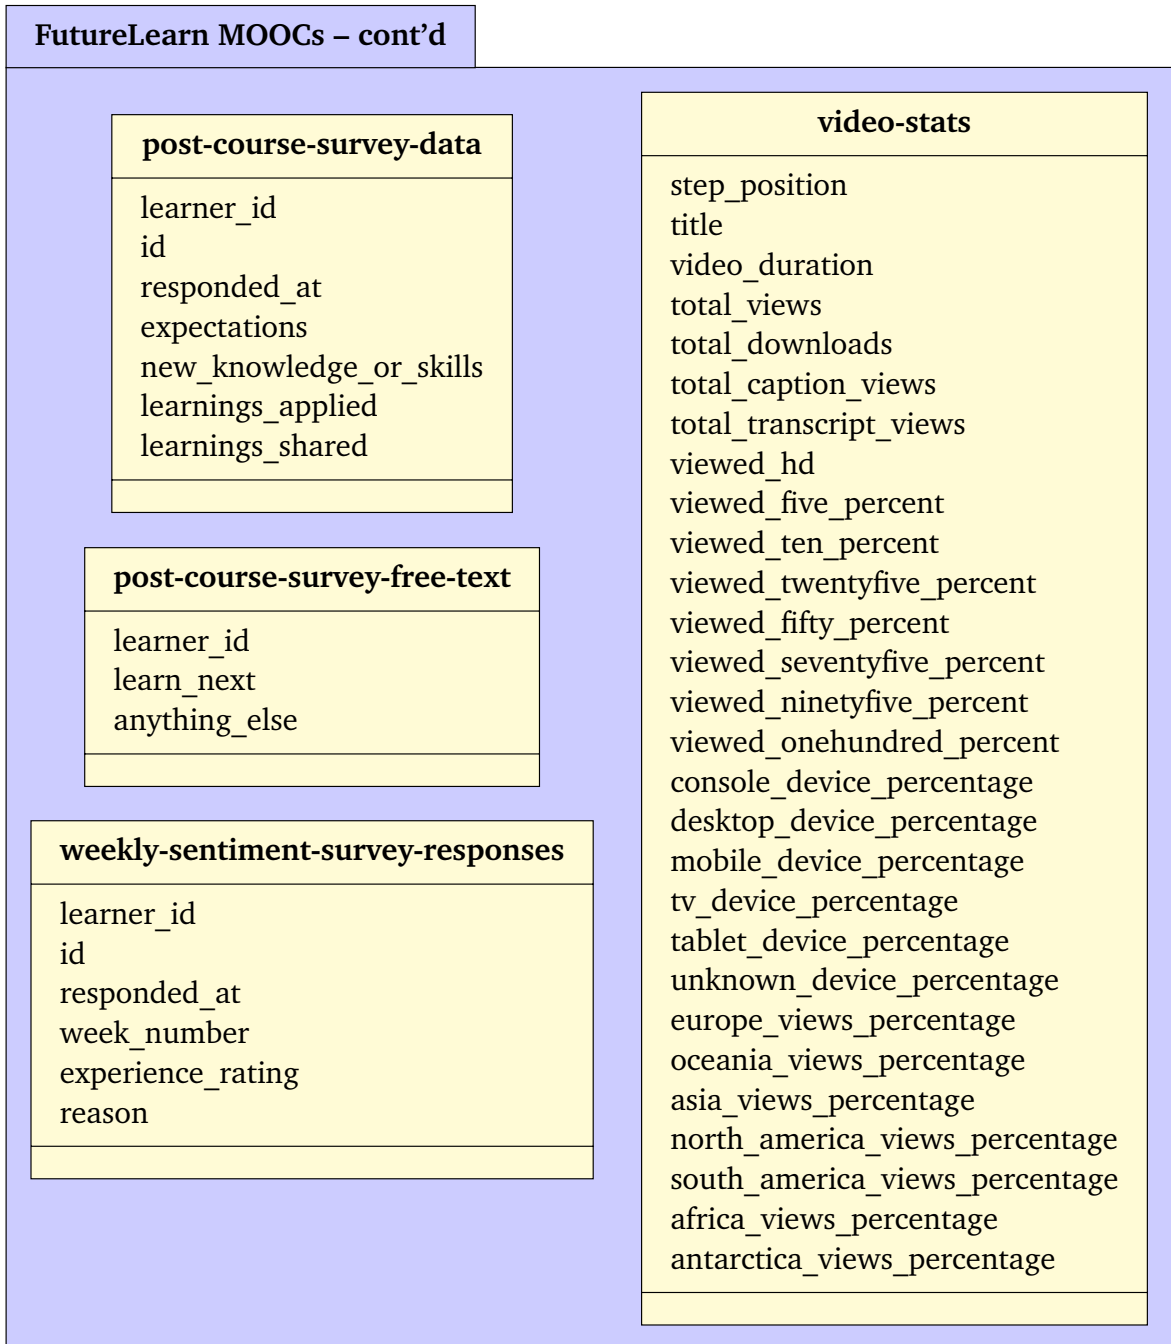 FutureLearn MOOCs – cont’d
post-course-survey-data
learner_id
id
responded_at
expectations
new_knowledge_or_skills
learnings_applied
learnings_shared
post-course-survey-free-text
learner_id
learn_next
anything_else
weekly-sentiment-survey-responses
learner_id
id
responded_at
week_number
experience_rating
reason
video-stats
step_position
title
video_duration
total_views
total_downloads
total_caption_views
total_transcript_views
viewed_hd
viewed_five_percent
viewed_ten_percent
viewed_twentyfive_percent
viewed_fifty_percent
viewed_seventyfive_percent
viewed_ninetyfive_percent
viewed_onehundred_percent
console_device_percentage
desktop_device_percentage
mobile_device_percentage
tv_device_percentage
tablet_device_percentage
unknown_device_percentage
europe_views_percentage
oceania_views_percentage
asia_views_percentage
north_america_views_percentage
south_america_views_percentage
africa_views_percentage
antarctica_views_percentage